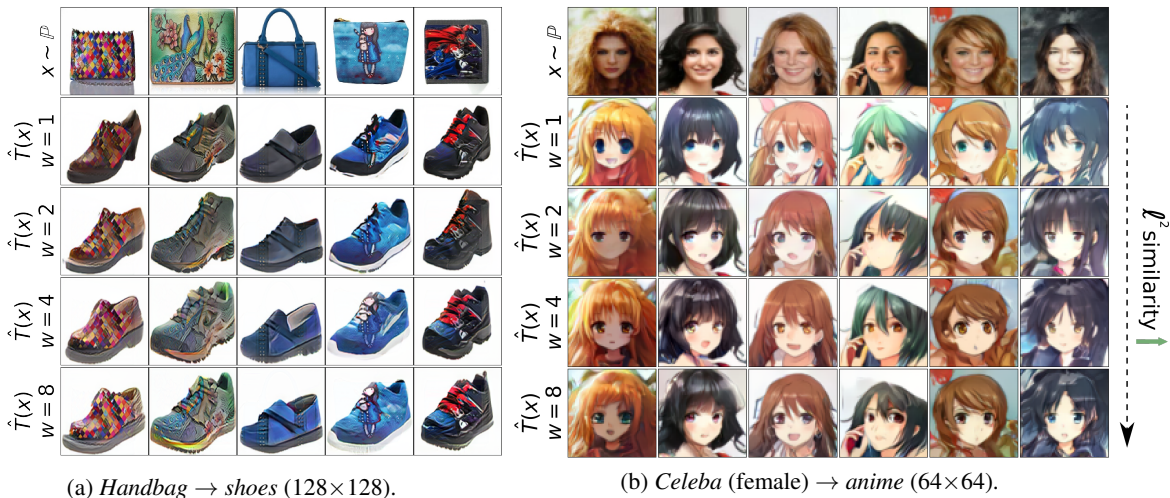 x ∼ ℙ
T̂(x)
w = 1
T̂(x)
w = 2
T̂(x)
w = 4
T̂(x)
w = 8
(a) Handbag → shoes (128×128).
x ∼ ℙ
T̂(x)
w = 1
T̂(x)
w = 2
T̂(x)
w = 4
T̂(x)
w = 8
ℓ² similarity
(b) Celeba (female) → anime (64×64).